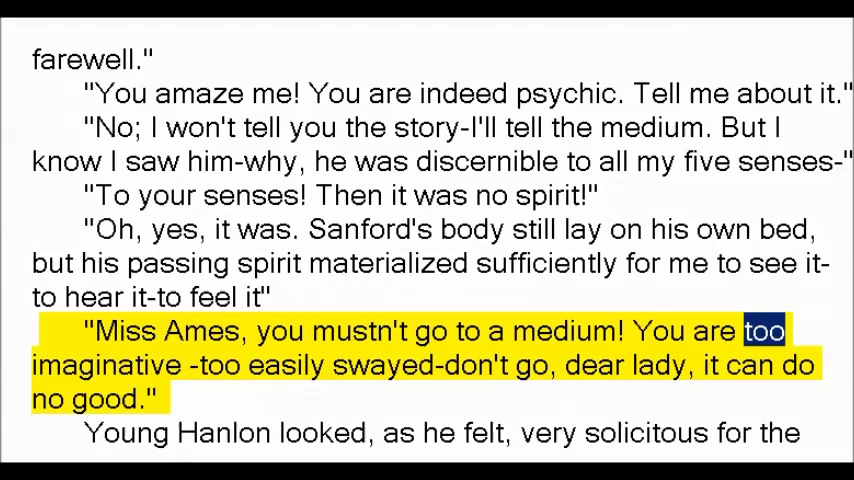 farewell."
"You amaze me! You are indeed psychic. Tell me about it."
"No; I won't tell you the story-I'll tell the medium. But I
know I saw him-why, he was discernible to all my five senses-"
"To your senses! Then it was no spirit!"
"Oh, yes, it was. Sanford's body still lay on his own bed,
but his passing spirit materialized sufficiently for me to see it-
to hear it-to feel it"
"Miss Ames, you mustn't go to a medium! You are too
imaginative -too easily swayed-don't go, dear lady, it can do
no good."
Young Hanlon looked, as he felt, very solicitous for the